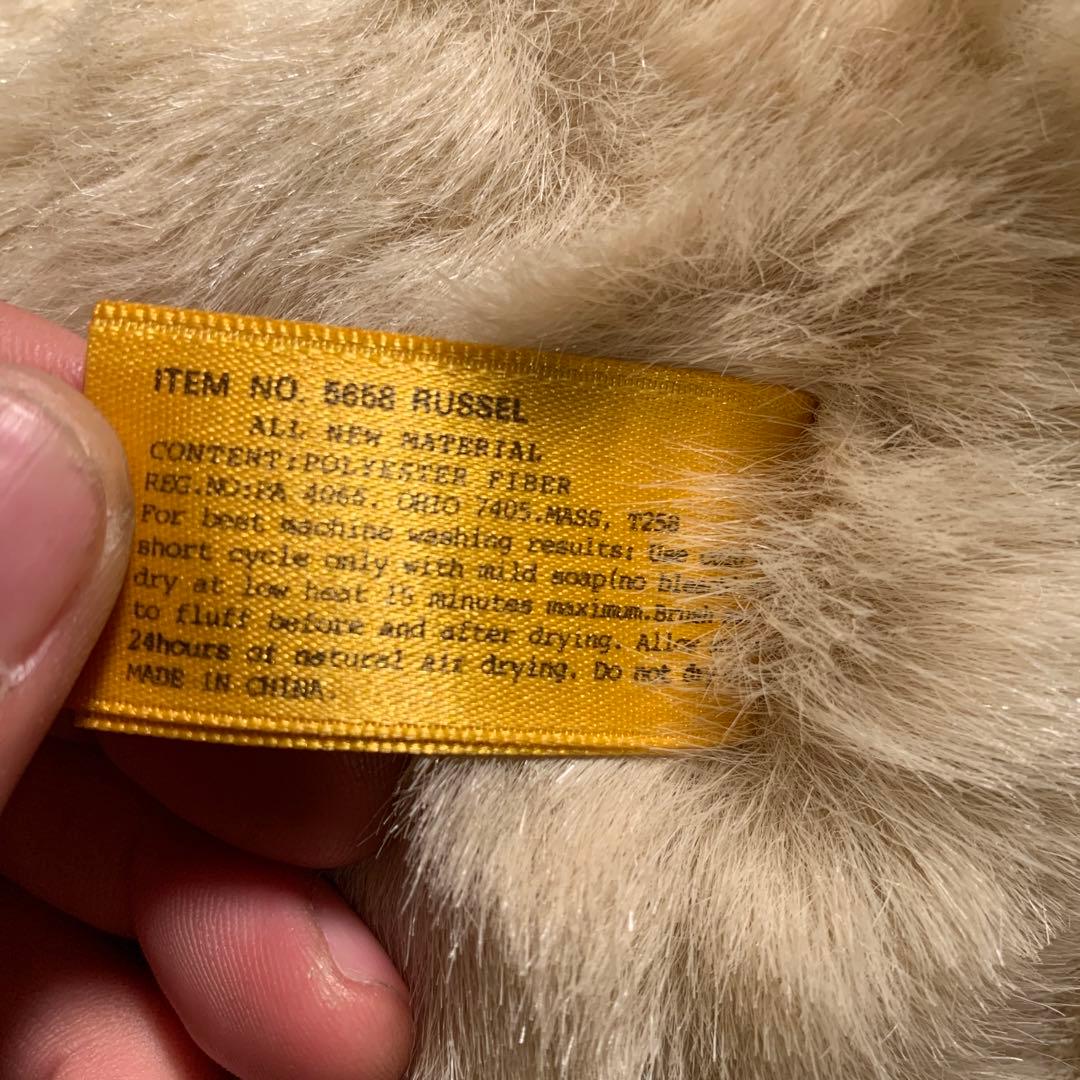 ITEM NO. 5658 RUSSEL
ALL NEW MATERIAL
CONTENT:POLYESTER FIBER
REG.NO:PA 4065, OHIO 7405.MASS. T258
For best machine washing results: Use
short cycle only with mild soap(no
dry at low heat 15 minutes maximum.Brush
to fluff before and after drying. Allow
24hours of natural air drying. Do not
MADE IN CHINA.